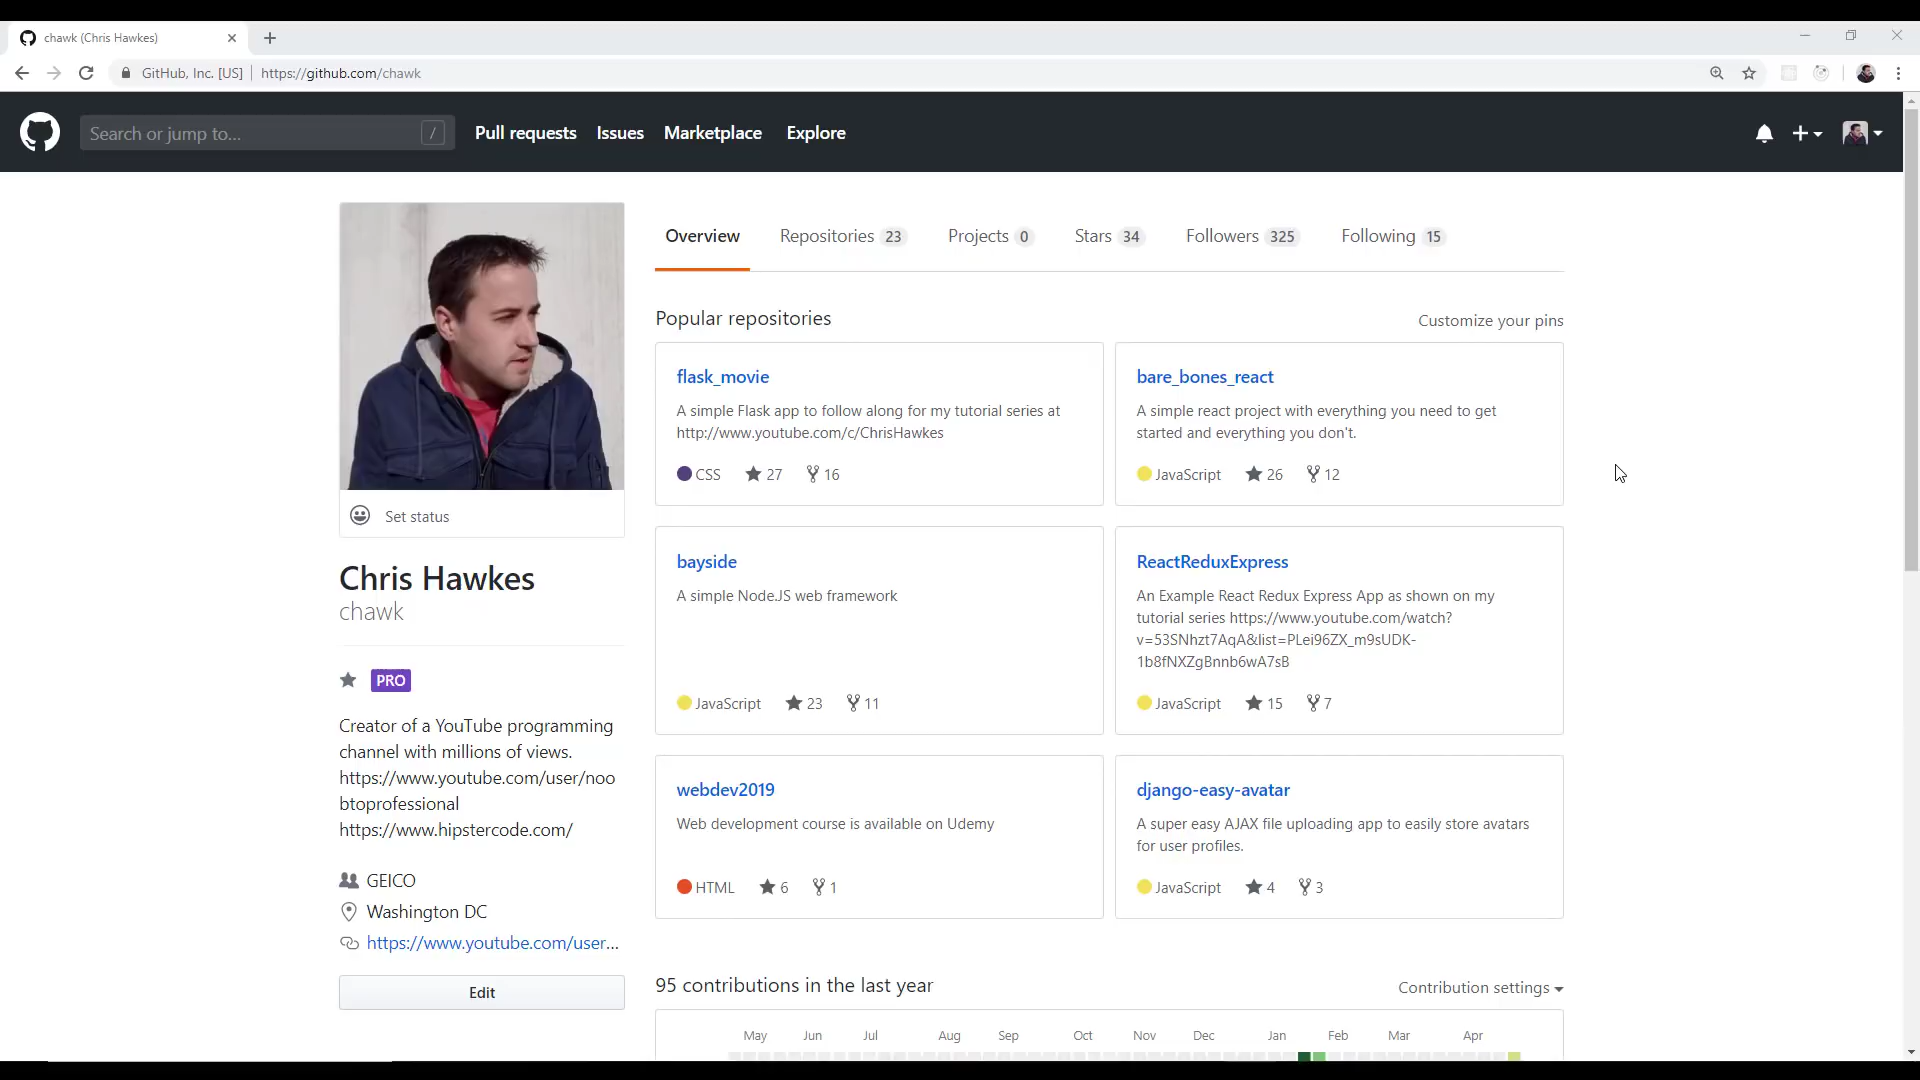 chawk (Chris Hawkes)
GitHub, Inc. [US] https://github.com/chawk
Search or jump to... /
Pull requests Issues Marketplace Explore
Overview Repositories 23 Projects 0 Stars 34 Followers 325 Following 15
Set status
Chris Hawkes
chawk
PRO
Creator of a YouTube programming
channel with millions of views.
https://www.youtube.com/user/noo
btoprofessional
https://www.hipstercode.com/
GEICO
Washington DC
https://www.youtube.com/user...
Edit
Popular repositories Customize your pins
flask_movie
A simple Flask app to follow along for my tutorial series at
http://www.youtube.com/c/ChrisHawkes
CSS 27 16
bare_bones_react
A simple react project with everything you need to get
started and everything you don't.
JavaScript 26 12
bayside
A simple Node.JS web framework
JavaScript 23 11
ReactReduxExpress
An Example React Redux Express App as shown on my
tutorial series https://www.youtube.com/watch?
v=53SNhzt7AqA&list=PLei96ZX_m9sUDK-
1b8fNXZgBnnb6wA7sB
JavaScript 15 7
webdev2019
Web development course is available on Udemy
HTML 6 1
django-easy-avatar
A super easy AJAX file uploading app to easily store avatars
for user profiles.
JavaScript 4 3
95 contributions in the last year Contribution settings
May Jun Jul Aug Sep Oct Nov Dec Jan Feb Mar Apr